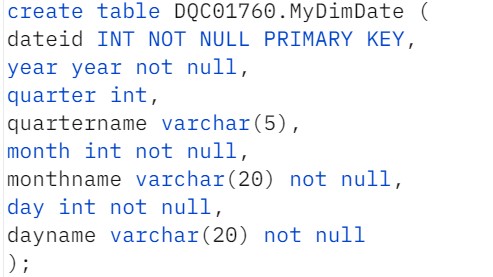 create table DQC01760.MyDimDate (
dateid INT NOT NULL PRIMARY KEY,
year year not null,
quarter int,
quartername varchar(5),
month int not null,
monthname varchar(20) not null,
day int not null,
dayname varchar(20) not null
);